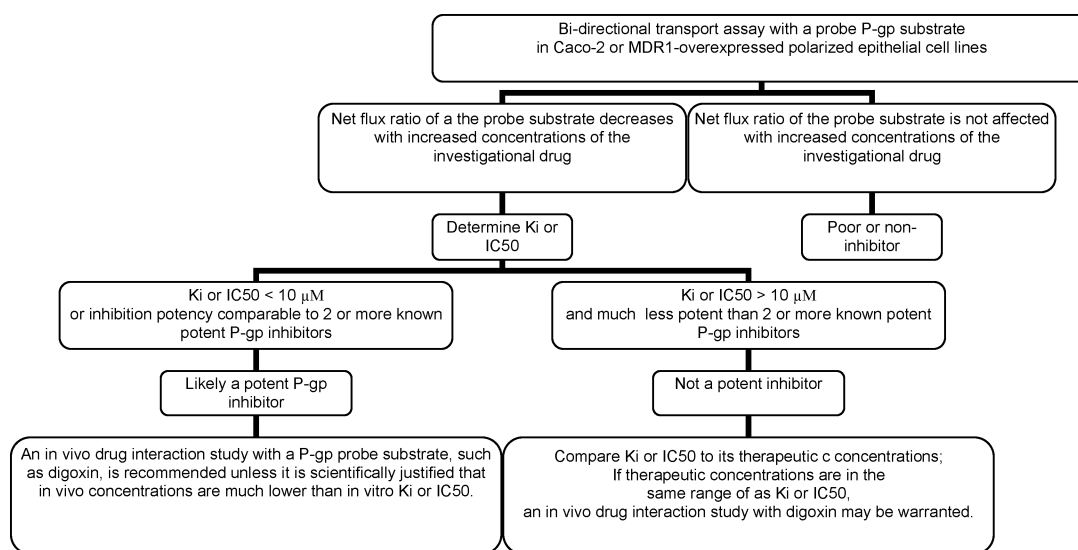 Bi-directional transport assay with a probe P-gp substrate
in Caco-2 or MDR1-overexpressed polarized epithelial cell lines
Net flux ratio of a the probe substrate decreases
with increased concentrations of the
investigational drug
Net flux ratio of the probe substrate is not affected
with increased concentrations of the
investigational drug
Determine Ki or
IC50
Poor or non-
inhibitor
Ki or IC50 < 10 µM
or inhibition potency comparable to 2 or more known
potent P-gp inhibitors
Ki or IC50 > 10 µM
and much less potent than 2 or more known potent
P-gp inhibitors
Likely a potent P-gp
inhibitor
Not a potent inhibitor
An in vivo drug interaction study with a P-gp probe substrate, such
as digoxin, is recommended unless it is scientifically justified that
in vivo concentrations are much lower than in vitro Ki or IC50.
Compare Ki or IC50 to its therapeutic c concentrations;
If therapeutic concentrations are in the
same range of as Ki or IC50,
an in vivo drug interaction study with digoxin may be warranted.